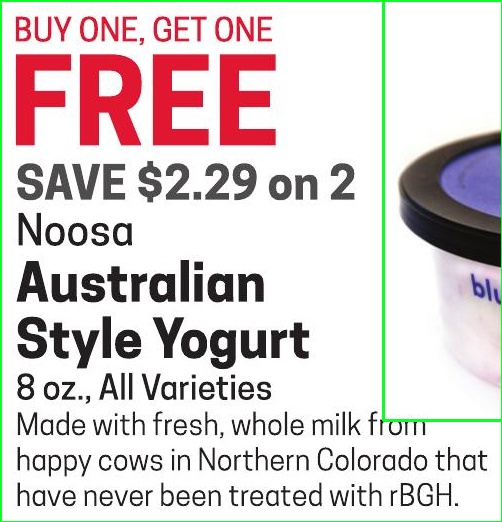 BUY ONE, GET ONE
FREE
SAVE $2.29 on 2
Noosa
Australian
Style Yogurt
8 oz., All Varieties
Made with fresh, whole milk from
happy cows in Northern Colorado that
have never been treated with rBGH.